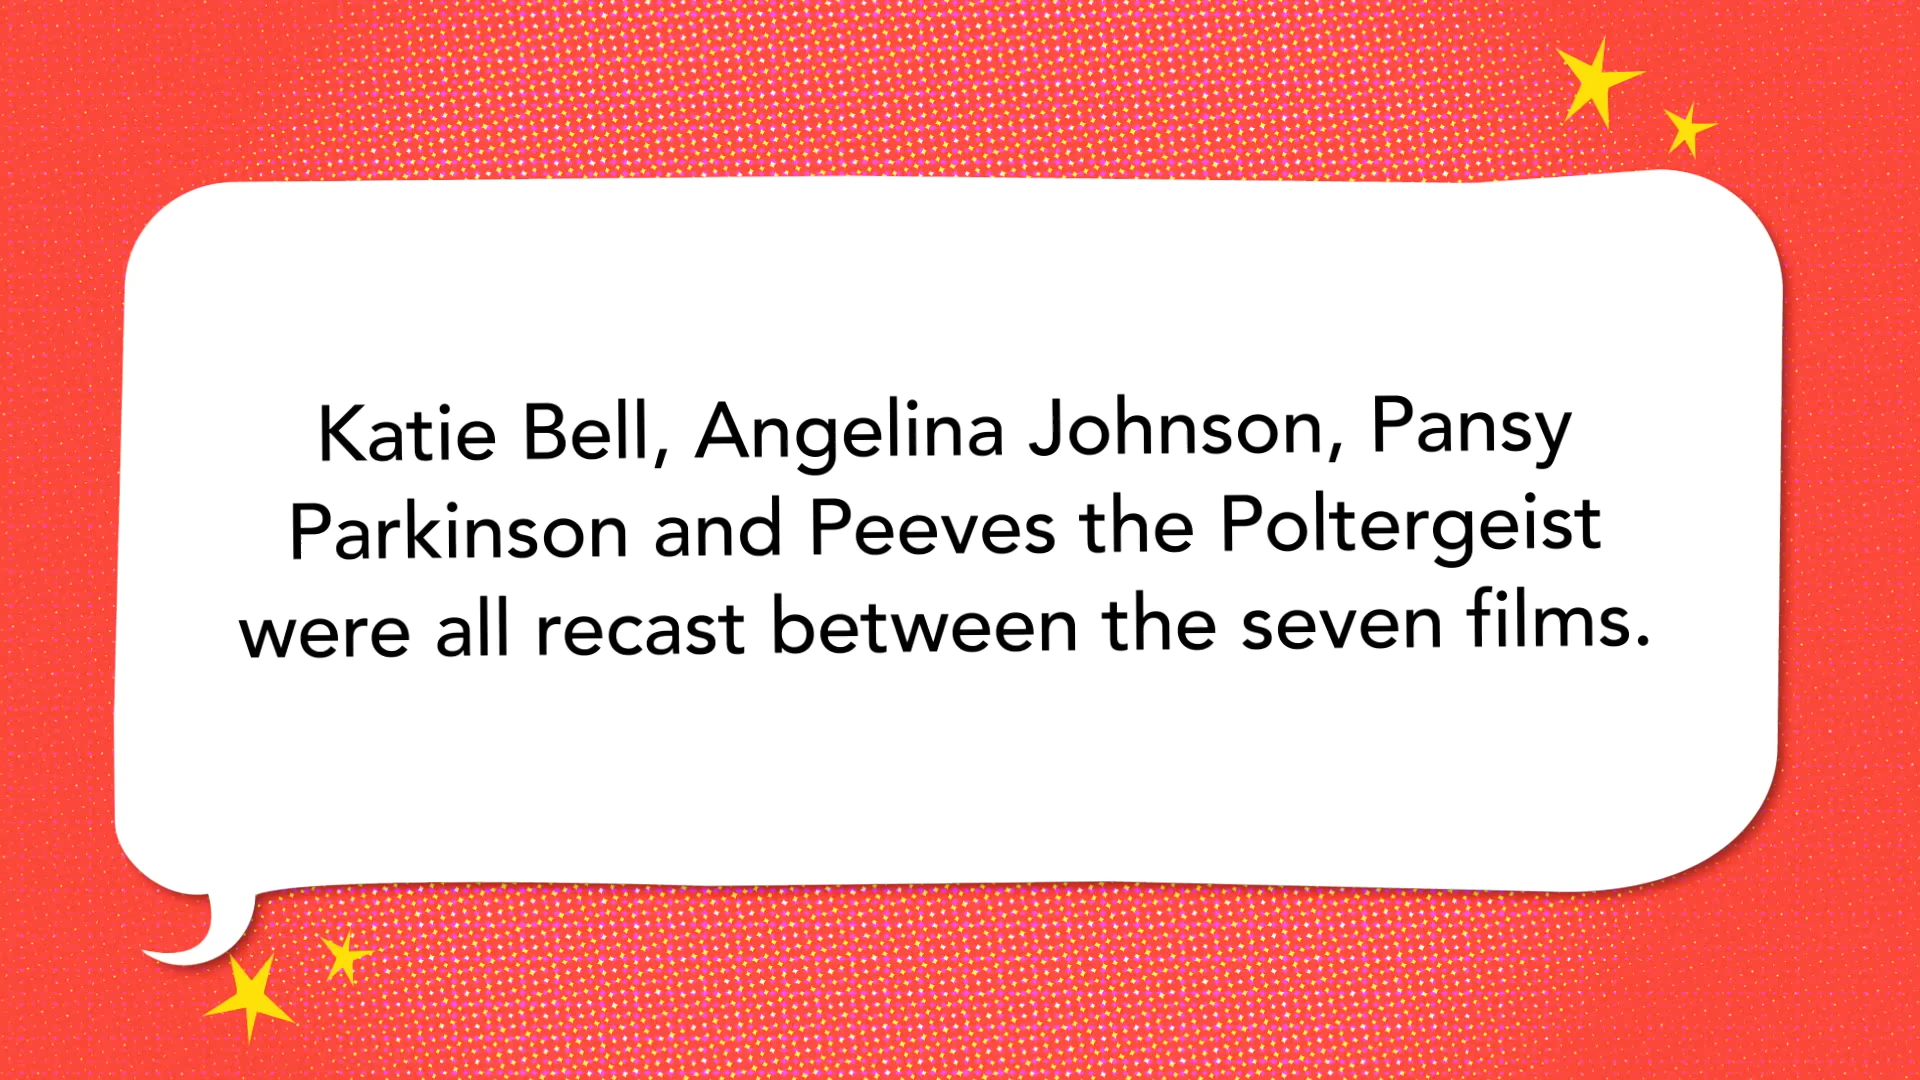 Katie Bell, Angelina Johnson, Pansy
Parkinson and Peeves the Poltergeist
were all recast between the seven films.